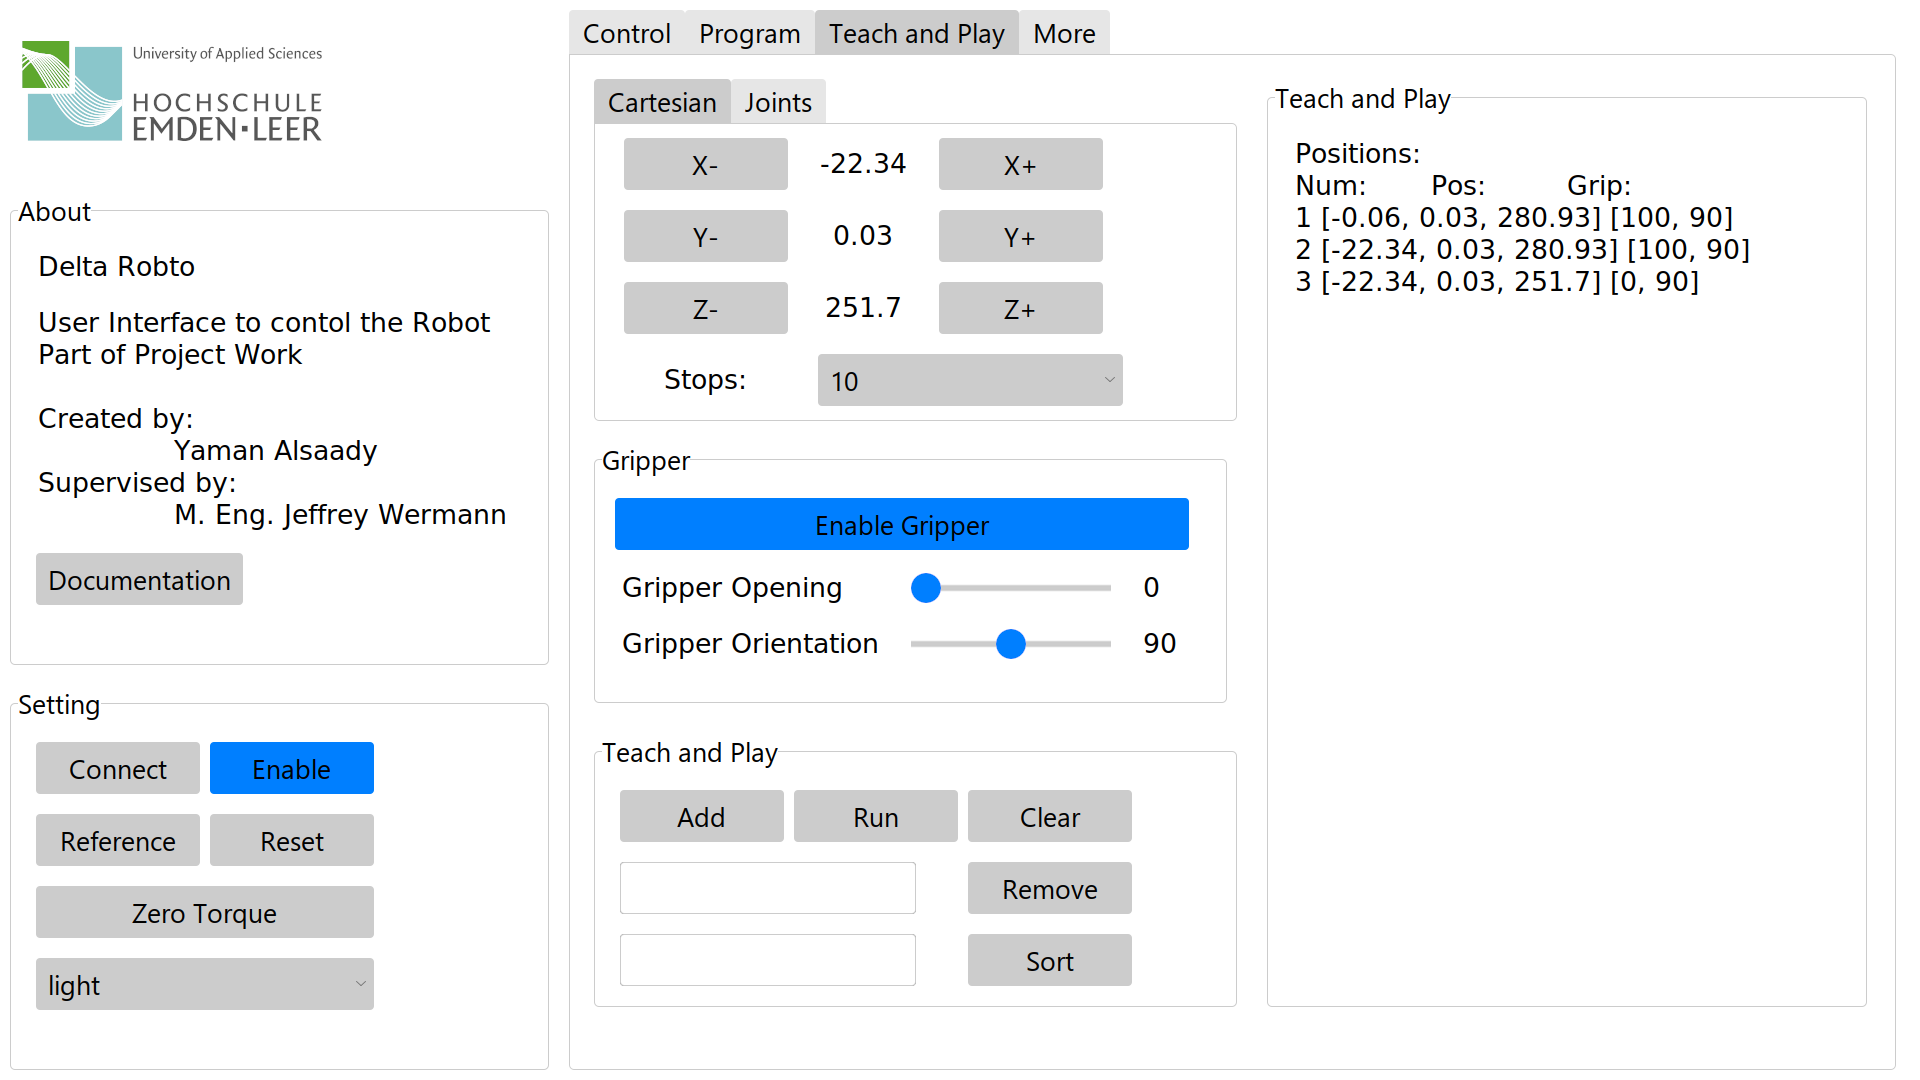 University of Applied Sciences
HOCHSCHULE
EMDEN▪LEER
About
Delta Robto
User Interface to contol the Robot
Part of Project Work
Created by:
Yaman Alsaady
Supervised by:
M. Eng. Jeffrey Wermann
Documentation
Setting
Connect Enable
Reference Reset
Zero Torque
light
Control Program Teach and Play More
Cartesian Joints
X- -22.34 X+
Y- 0.03 Y+
Z- 251.7 Z+
Stops: 10
Gripper
Enable Gripper
Gripper Opening 0
Gripper Orientation 90
Teach and Play
Add Run Clear
Remove
Sort
Teach and Play
Positions:
Num: Pos: Grip:
1 [-0.06, 0.03, 280.93] [100, 90]
2 [-22.34, 0.03, 280.93] [100, 90]
3 [-22.34, 0.03, 251.7] [0, 90]